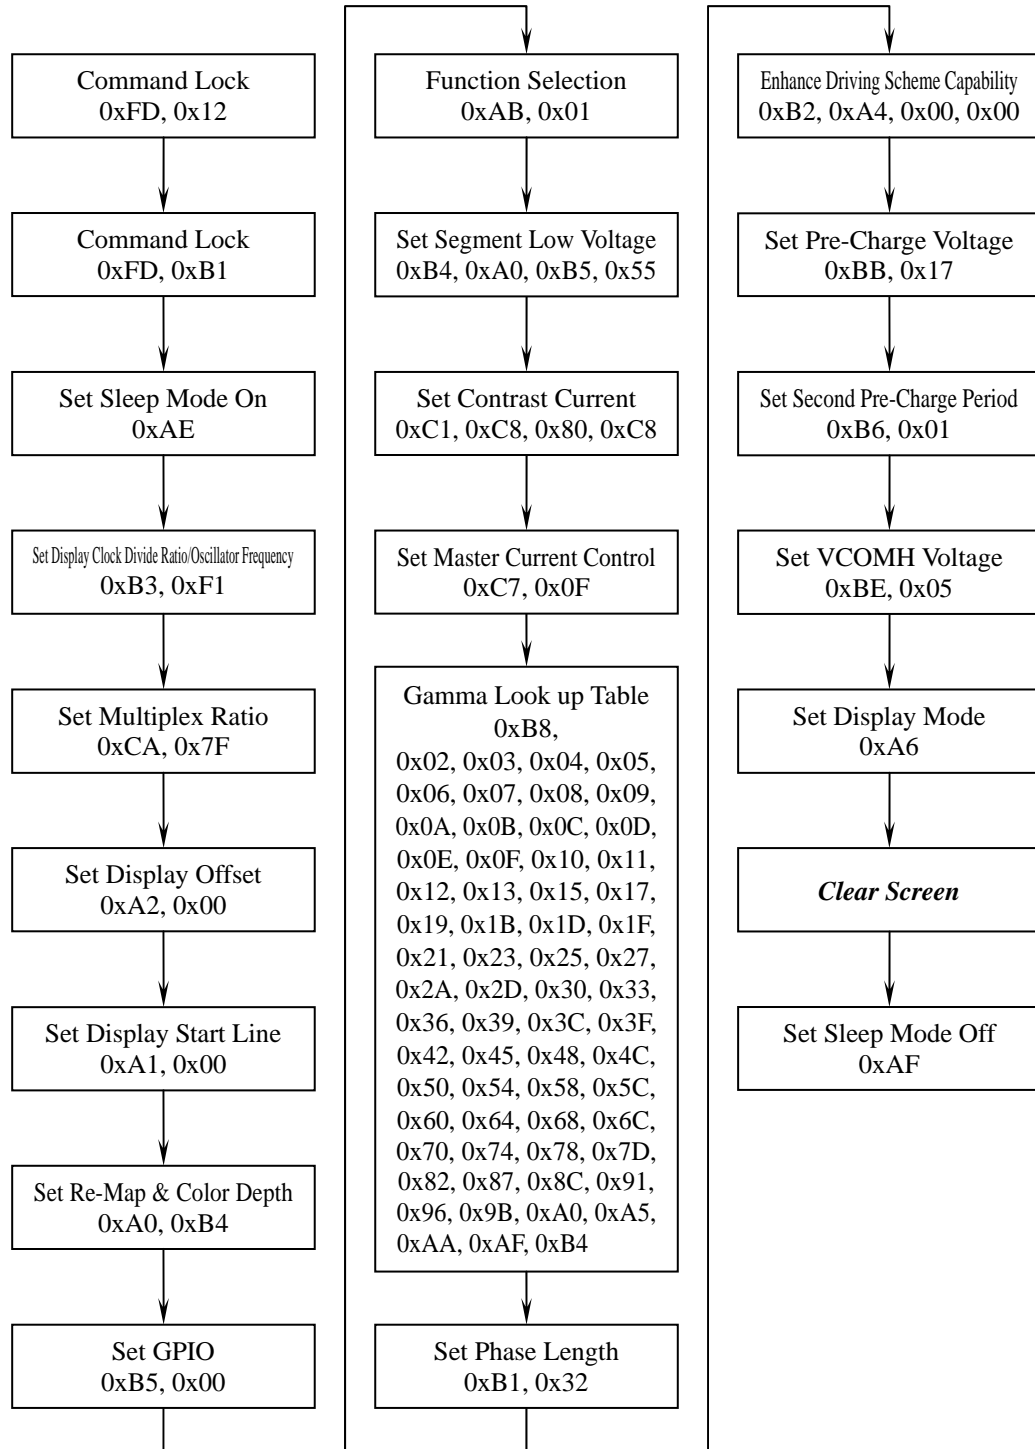 Command Lock
0xFD, 0x12
Command Lock
0xFD, 0xB1
Set Sleep Mode On
0xAE
Set Display Clock Divide Ratio/Oscillator Frequency
0xB3, 0xF1
Set Multiplex Ratio
0xCA, 0x7F
Set Display Offset
0xA2, 0x00
Set Display Start Line
0xA1, 0x00
Set Re-Map & Color Depth
0xA0, 0xB4
Set GPIO
0xB5, 0x00
Function Selection
0xAB, 0x01
Set Segment Low Voltage
0xB4, 0xA0, 0xB5, 0x55
Set Contrast Current
0xC1, 0xC8, 0x80, 0xC8
Set Master Current Control
0xC7, 0x0F
Gamma Look up Table
0xB8,
0x02, 0x03, 0x04, 0x05,
0x06, 0x07, 0x08, 0x09,
0x0A, 0x0B, 0x0C, 0x0D,
0x0E, 0x0F, 0x10, 0x11,
0x12, 0x13, 0x15, 0x17,
0x19, 0x1B, 0x1D, 0x1F,
0x21, 0x23, 0x25, 0x27,
0x2A, 0x2D, 0x30, 0x33,
0x36, 0x39, 0x3C, 0x3F,
0x42, 0x45, 0x48, 0x4C,
0x50, 0x54, 0x58, 0x5C,
0x60, 0x64, 0x68, 0x6C,
0x70, 0x74, 0x78, 0x7D,
0x82, 0x87, 0x8C, 0x91,
0x96, 0x9B, 0xA0, 0xA5,
0xAA, 0xAF, 0xB4
Set Phase Length
0xB1, 0x32
Enhance Driving Scheme Capability
0xB2, 0xA4, 0x00, 0x00
Set Pre-Charge Voltage
0xBB, 0x17
Set Second Pre-Charge Period
0xB6, 0x01
Set VCOMH Voltage
0xBE, 0x05
Set Display Mode
0xA6
Clear Screen
Set Sleep Mode Off
0xAF